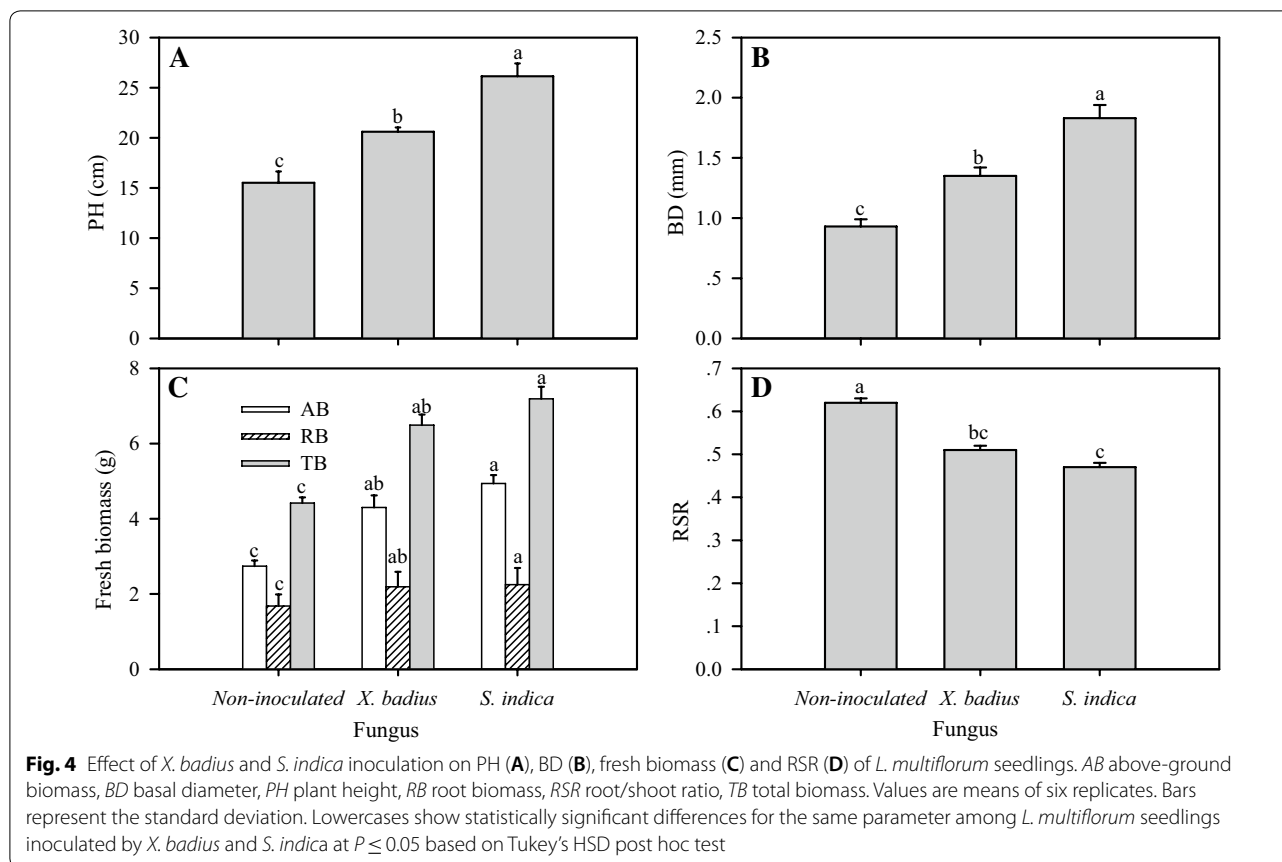 A
PH (cm)
30
25
20
15
10
5
0
c
b
a
B
BD (mm)
2.5
2.0
1.5
1.0
.5
0.0
c
b
a
C
Fresh biomass (g)
8
6
4
2
0
AB
RB
TB
c
c
c
ab
ab
ab
a
a
a
Non-inoculated X. badius S. indica
Fungus
D
RSR
.7
.6
.5
.4
.3
.2
.1
0.0
a
bc
c
Non-inoculated X. badius S. indica
Fungus
Fig. 4 Effect of X. badius and S. indica inoculation on PH (A), BD (B), fresh biomass (C) and RSR (D) of L. multiflorum seedlings. AB above-ground
biomass, BD basal diameter, PH plant height, RB root biomass, RSR root/shoot ratio, TB total biomass. Values are means of six replicates. Bars
represent the standard deviation. Lowercases show statistically significant differences for the same parameter among L. multiflorum seedlings
inoculated by X. badius and S. indica at P ≤ 0.05 based on Tukey's HSD post hoc test